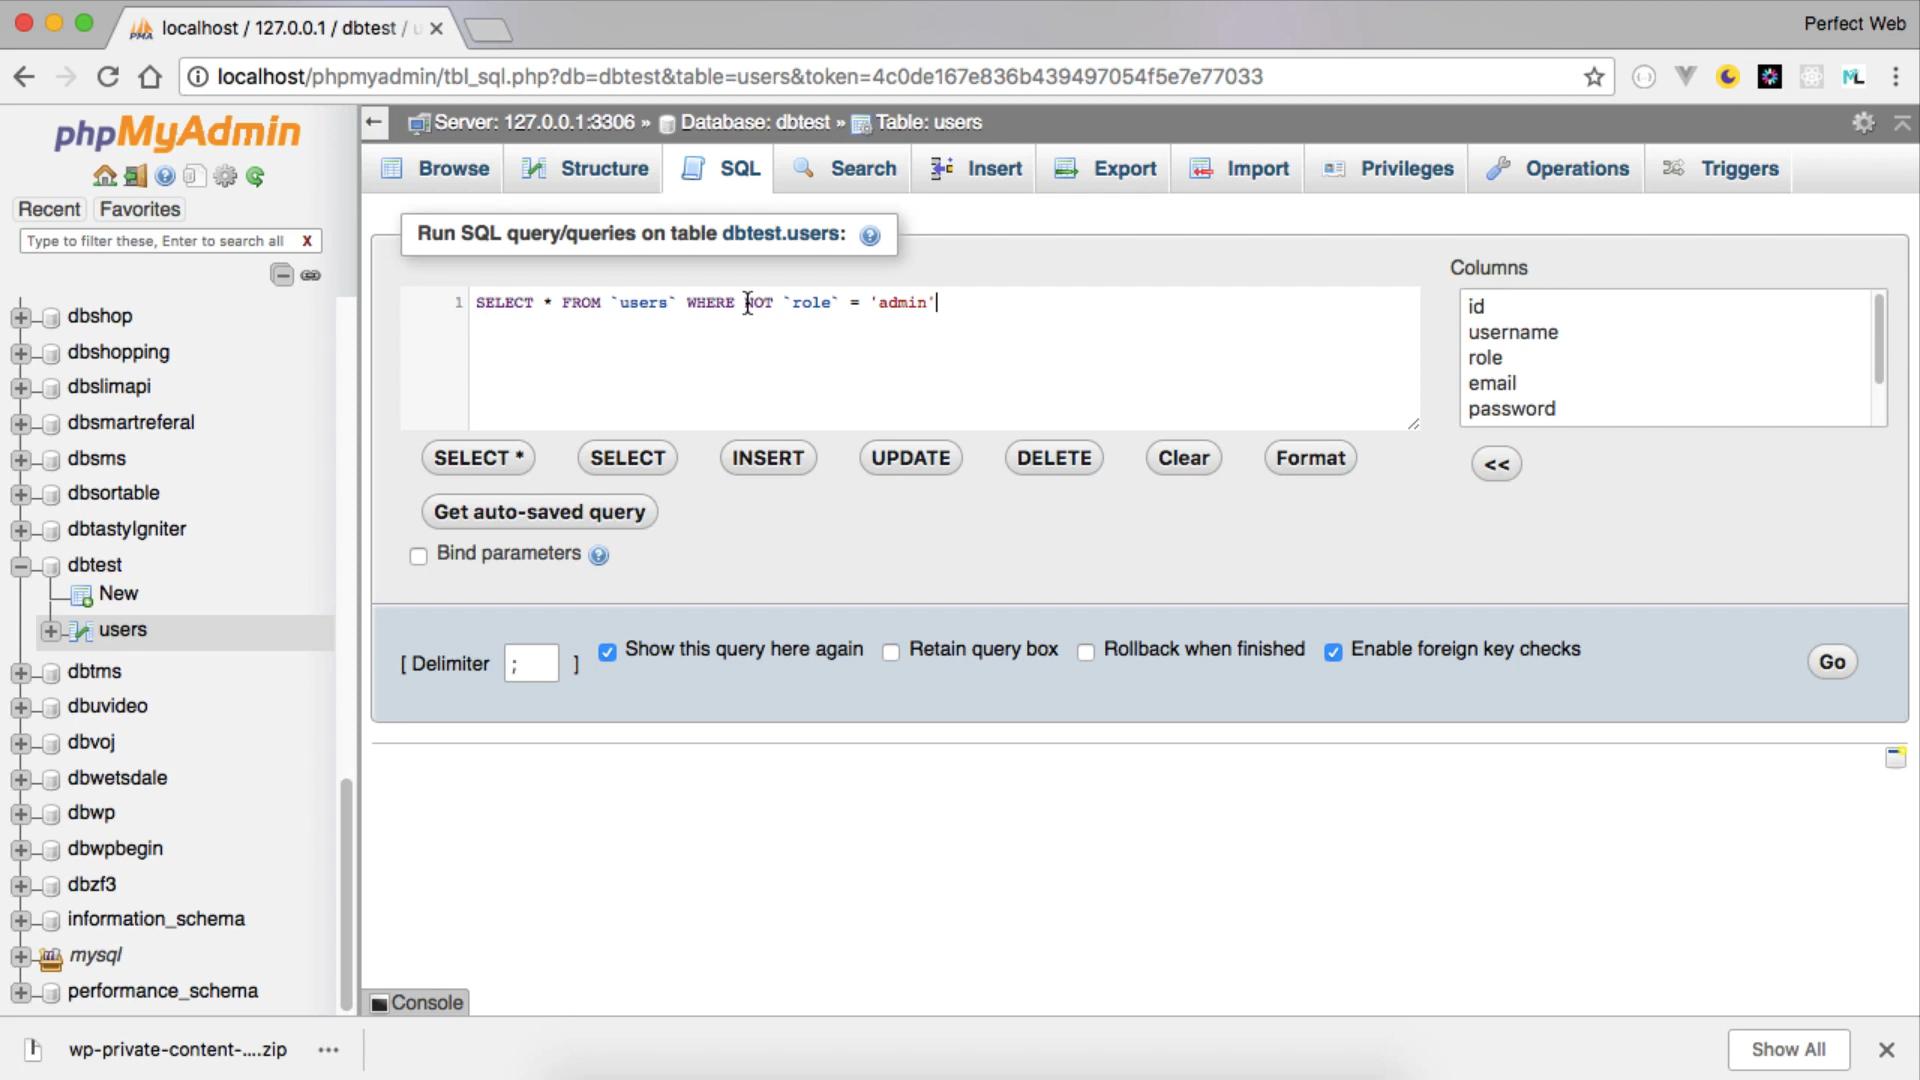 localhost / 127.0.0.1 / dbtest / u
Perfect Web
localhost/phpmyadmin/tbl_sql.php?db=dbtest&table=users&token=4c0de167e836b439497054f5e7e77033
phpMyAdmin
Recent Favorites
Type to filter these, Enter to search all X
dbshop
dbshopping
dbslimapi
dbsmartreferal
dbsms
dbsortable
dbtastyIgniter
dbtest
New
users
dbtms
dbuvideo
dbvoj
dbwetsdale
dbwp
dbwpbegin
dbzf3
information_schema
mysql
performance_schema
Server: 127.0.0.1:3306 » Database: dbtest » Table: users
Browse Structure SQL Search Insert Export Import Privileges Operations Triggers
Run SQL query/queries on table dbtest.users:
1 SELECT * FROM `users` WHERE NOT `role` = 'admin'
Columns
id
username
role
email
password
SELECT * SELECT INSERT UPDATE DELETE Clear Format <<
Get auto-saved query
Bind parameters
[ Delimiter ; ] Show this query here again Retain query box Rollback when finished Enable foreign key checks Go
Console
wp-private-content-....zip
Show All